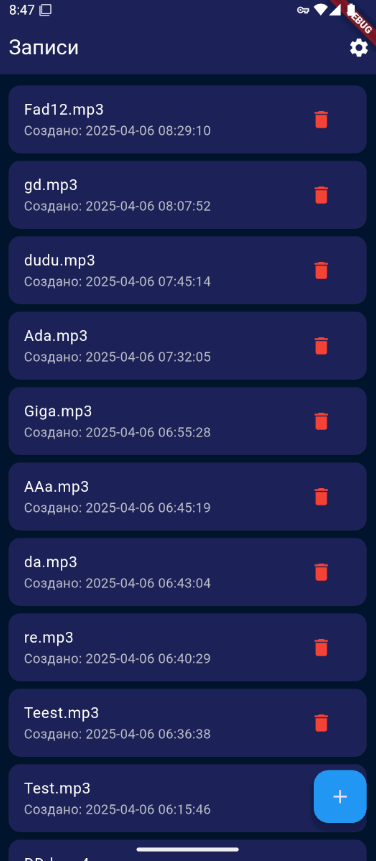 8:47
DEBUG
Записи
Fad12.mp3
Создано: 2025-04-06 08:29:10
gd.mp3
Создано: 2025-04-06 08:07:52
dudu.mp3
Создано: 2025-04-06 07:45:14
Ada.mp3
Создано: 2025-04-06 07:32:05
Giga.mp3
Создано: 2025-04-06 06:55:28
AAa.mp3
Создано: 2025-04-06 06:45:19
da.mp3
Создано: 2025-04-06 06:43:04
re.mp3
Создано: 2025-04-06 06:40:29
Teest.mp3
Создано: 2025-04-06 06:36:38
Test.mp3
Создано: 2025-04-06 06:15:46